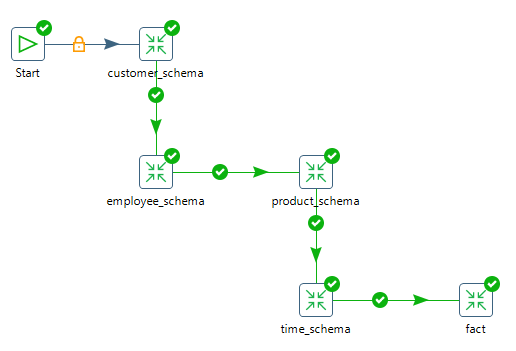 Start
customer_schema
employee_schema
product_schema
time_schema
fact